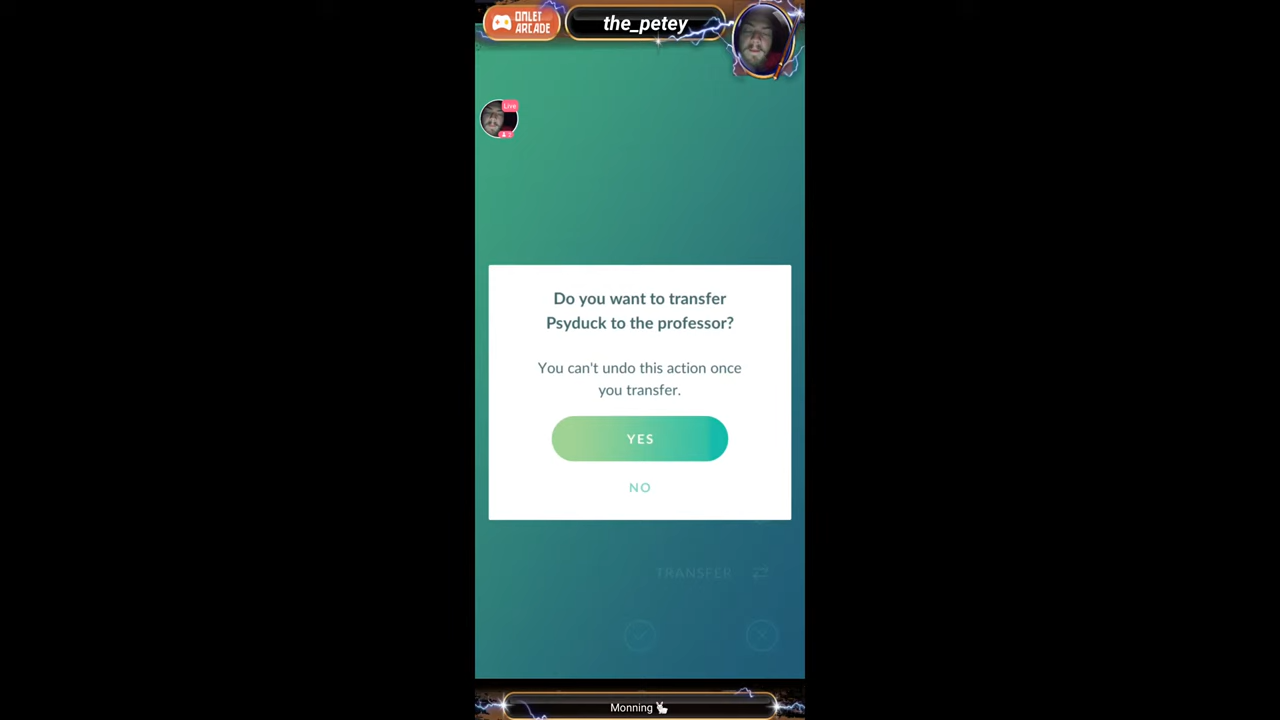 OMLET
ARCADE
the_petey
Live
Do you want to transfer
Psyduck to the professor?
You can't undo this action once
you transfer.
YES
NO
TRANSFER
Monning